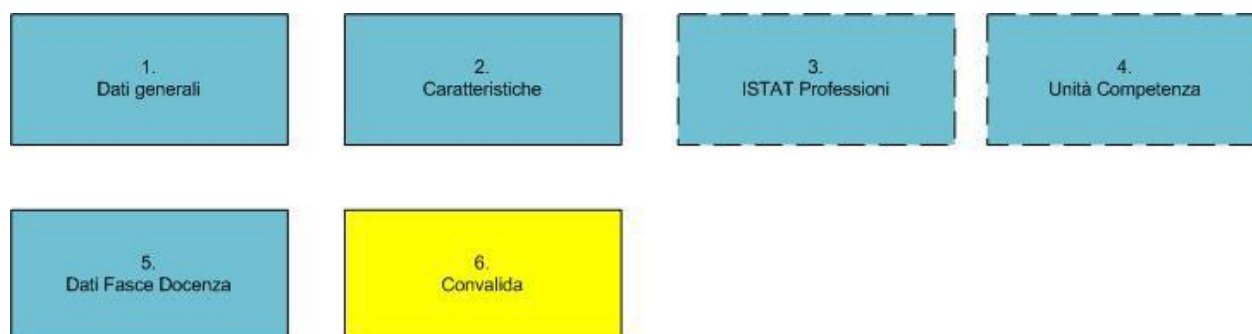 1.
Dati generali
2.
Caratteristiche
3.
ISTAT Professioni
4.
Unità Competenza
5.
Dati Fasce Docenza
6.
Convalida